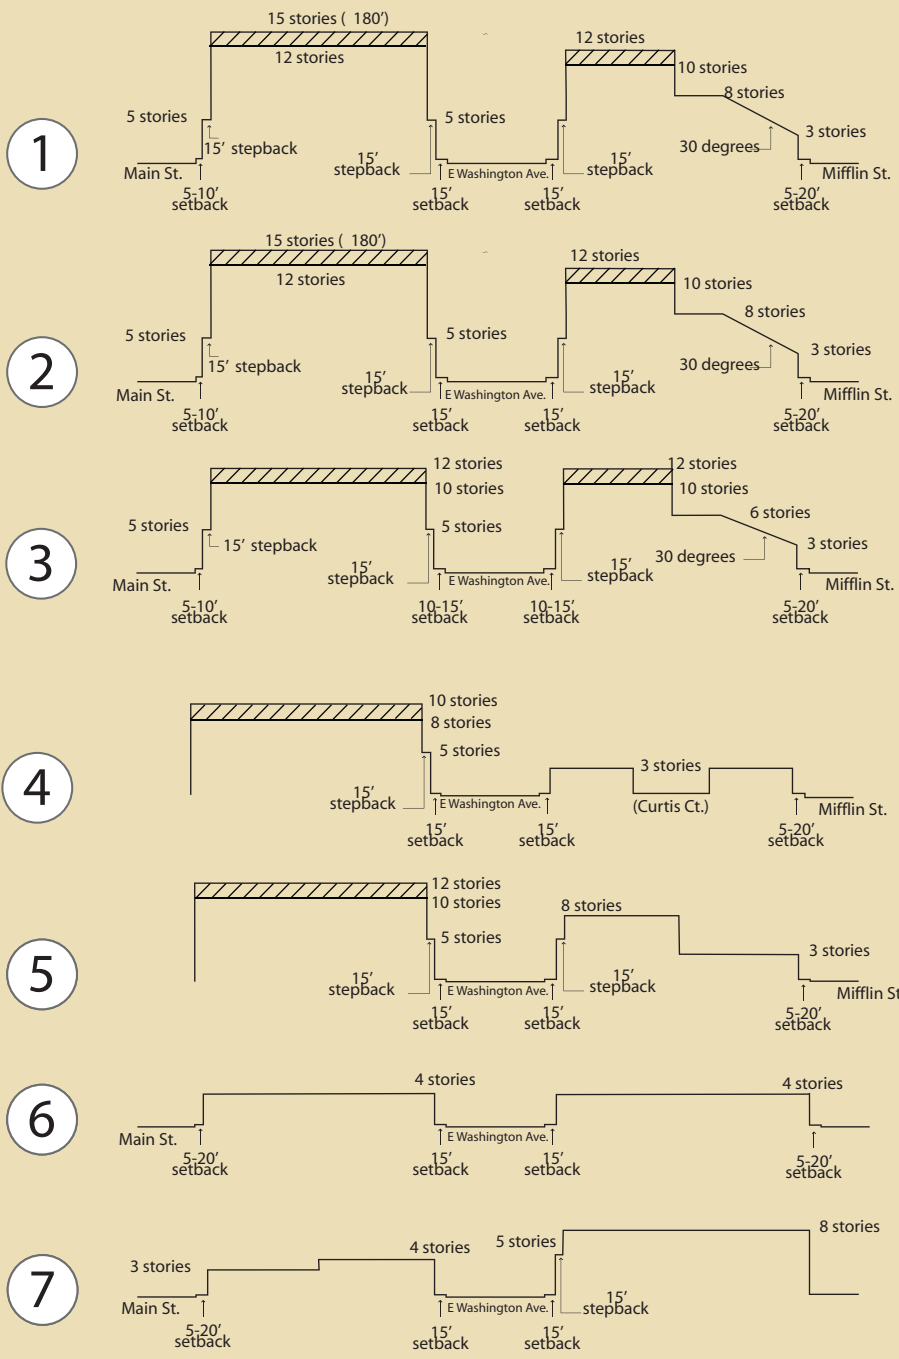 15 stories ( 180')
12 stories
12 stories
10 stories
8 stories
5 stories
5 stories
3 stories
1
15' stepback
30 degrees
15'
stepback
15'
stepback
Main St.
E Washington Ave.
Mifflin St.
5-10'
setback
15'
setback
15'
setback
5-20'
setback
15 stories ( 180')
12 stories
12 stories
10 stories
8 stories
5 stories
5 stories
3 stories
2
15' stepback
30 degrees
15'
stepback
15'
stepback
Main St.
E Washington Ave.
Mifflin St.
5-10'
setback
15'
setback
15'
setback
5-20'
setback
12 stories
10 stories
12 stories
10 stories
6 stories
5 stories
5 stories
3 stories
3
15' stepback
30 degrees
15'
stepback
15'
stepback
Main St.
E Washington Ave.
Mifflin St.
5-10'
setback
10-15'
setback
10-15'
setback
5-20'
setback
10 stories
8 stories
5 stories
3 stories
4
15'
stepback
E Washington Ave.
(Curtis Ct.)
Mifflin St.
15'
setback
15'
setback
5-20'
setback
12 stories
10 stories
8 stories
5 stories
3 stories
5
15'
stepback
15'
stepback
E Washington Ave.
Mifflin St
15'
setback
15'
setback
5-20'
setback
4 stories
4 stories
6
Main St.
E Washington Ave.
5-20'
setback
15'
setback
15'
setback
5-20'
setback
8 stories
5 stories
4 stories
3 stories
7
15'
stepback
Main St.
E Washington Ave.
5-20'
setback
15'
setback
15'
setback